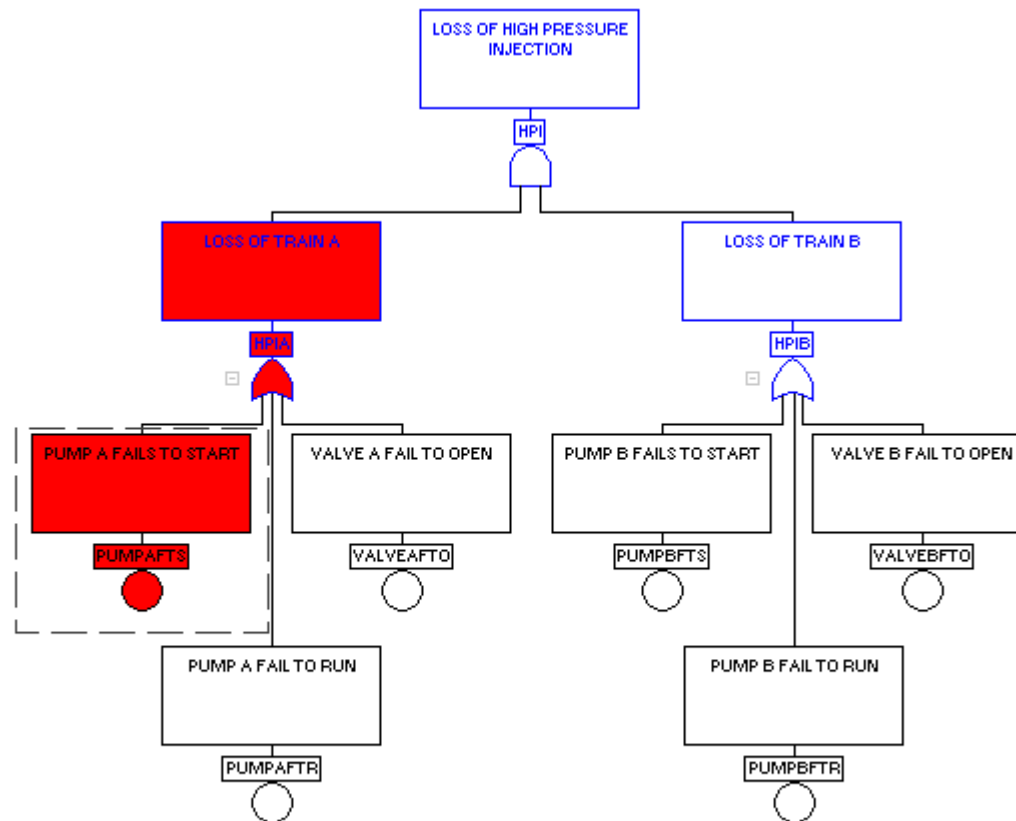 LOSS OF HIGH PRESSURE
INJECTION
HPI
LOSS OF TRAIN A
LOSS OF TRAIN B
HPIA
HPIB
PUMP A FAILS TO START
VALVE A FAIL TO OPEN
PUMP B FAILS TO START
VALVE B FAIL TO OPEN
PUMPAFTS
VALVEAFTO
PUMPBFTS
VALVEBFTO
PUMP A FAIL TO RUN
PUMP B FAIL TO RUN
PUMPAFTR
PUMPBFTR